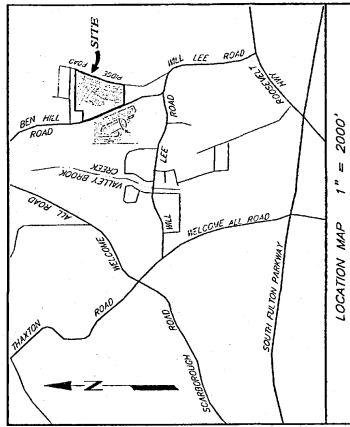 SITE
RIDGE ROAD
BEN HILL
ROAD
WILL LEE ROAD
ROOSEVELT
HWY
VALLEY BROOK
CREEK
WILL LEE ROAD
WELCOME ALL ROAD
WELCOME ALL ROAD
THAXTON ROAD
SCARBOROUGH ROAD
SOUTH FULTON PARKWAY
N
LOCATION MAP 1" = 2000'